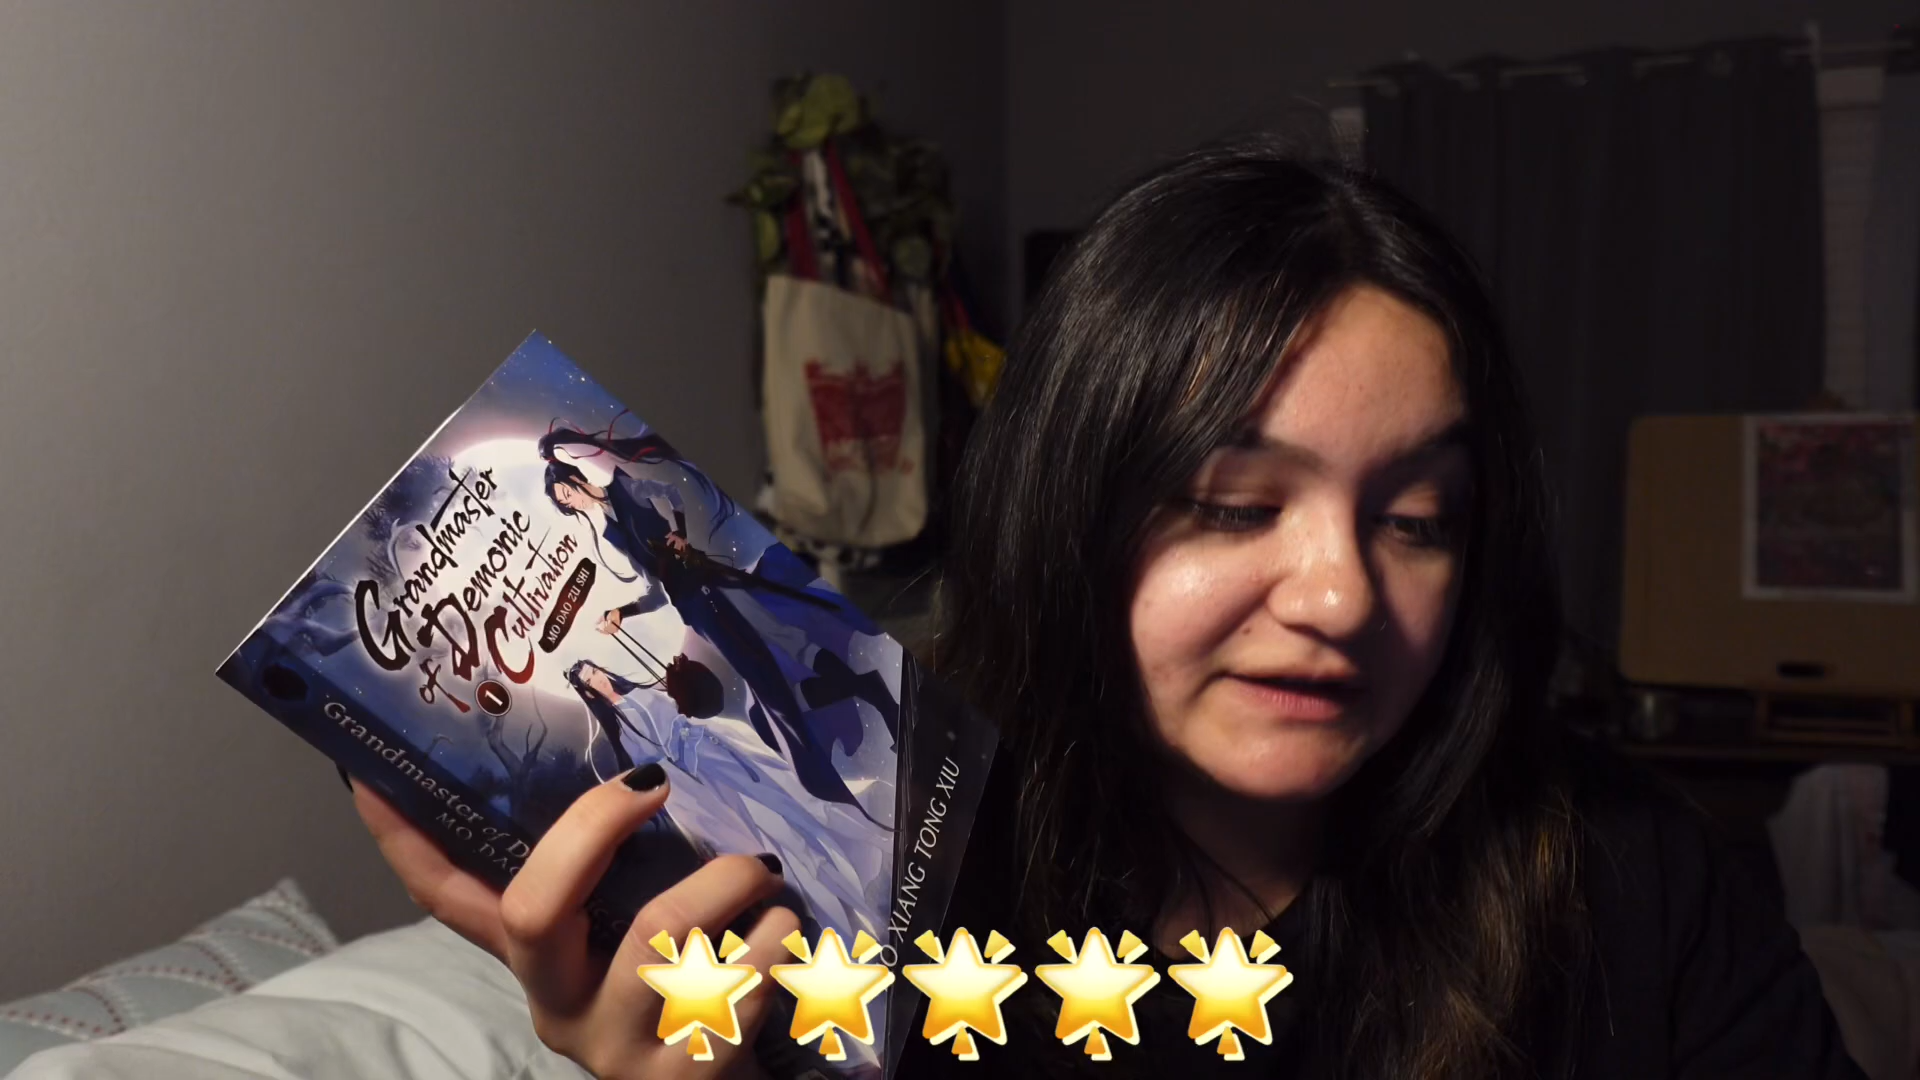 Grandmaster
of Demonic
Cultivation
MO DAO ZU SHI
1
Grandmaster of D
MO DAO
O XIANG TONG XIU